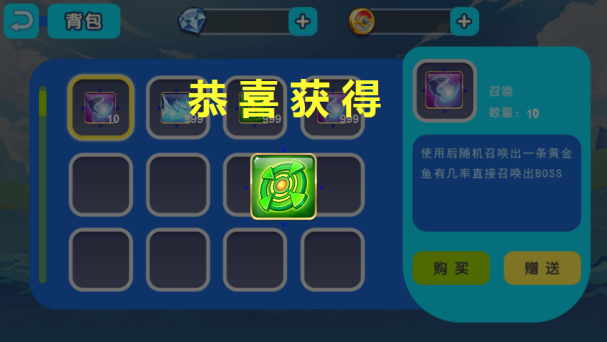 背包
恭喜获得
10
999
999
999
召唤
数量：10
使用后随机召唤出一条黄金
鱼有几率直接召唤出BOSS
购买
赠送